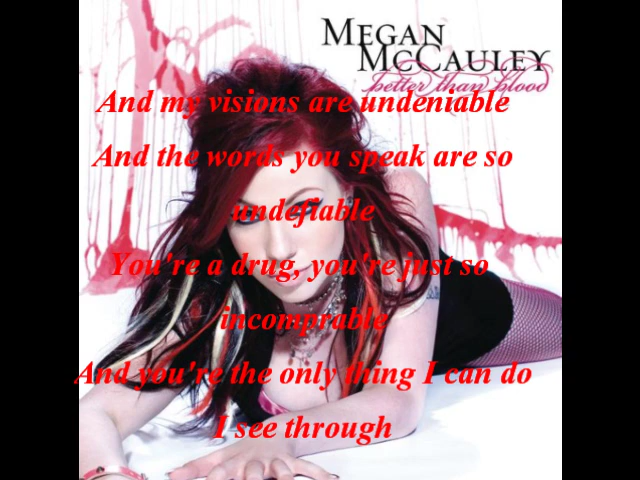 MEGAN
MCCAULEY
better than blood
And my visions are undeniable
And the words you speak are so
undefiable
You're a drug, you're just so
incomprable
And you're the only thing I can do
I see through